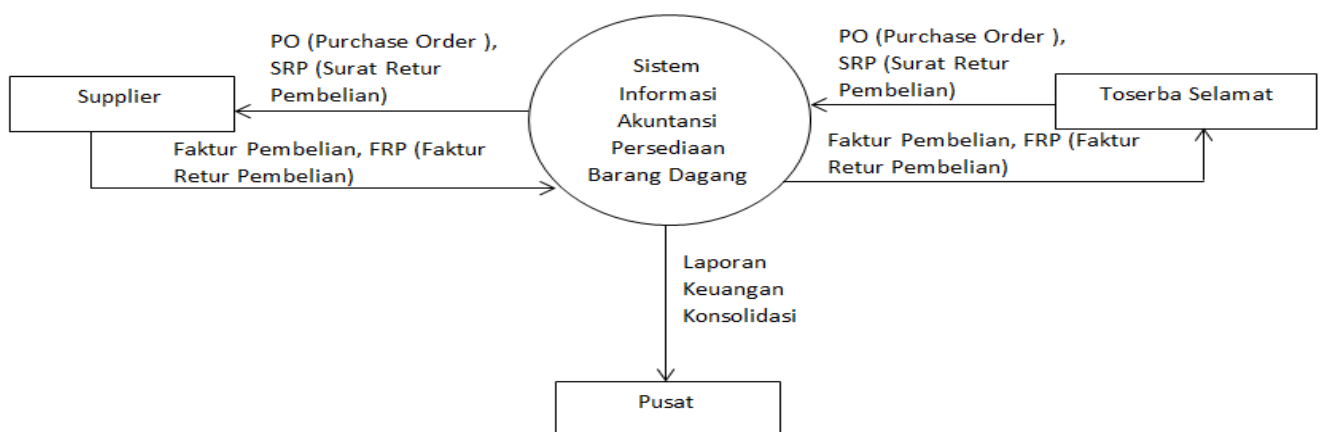 PO (Purchase Order ),
SRP (Surat Retur
Pembelian)
Supplier
Faktur Pembelian, FRP (Faktur
Retur Pembelian)
Sistem
Informasi
Akuntansi
Persediaan
Barang Dagang
PO (Purchase Order ),
SRP (Surat Retur
Pembelian)
Toserba Selamat
Faktur Pembelian, FRP (Faktur
Retur Pembelian)
Laporan
Keuangan
Konsolidasi
Pusat